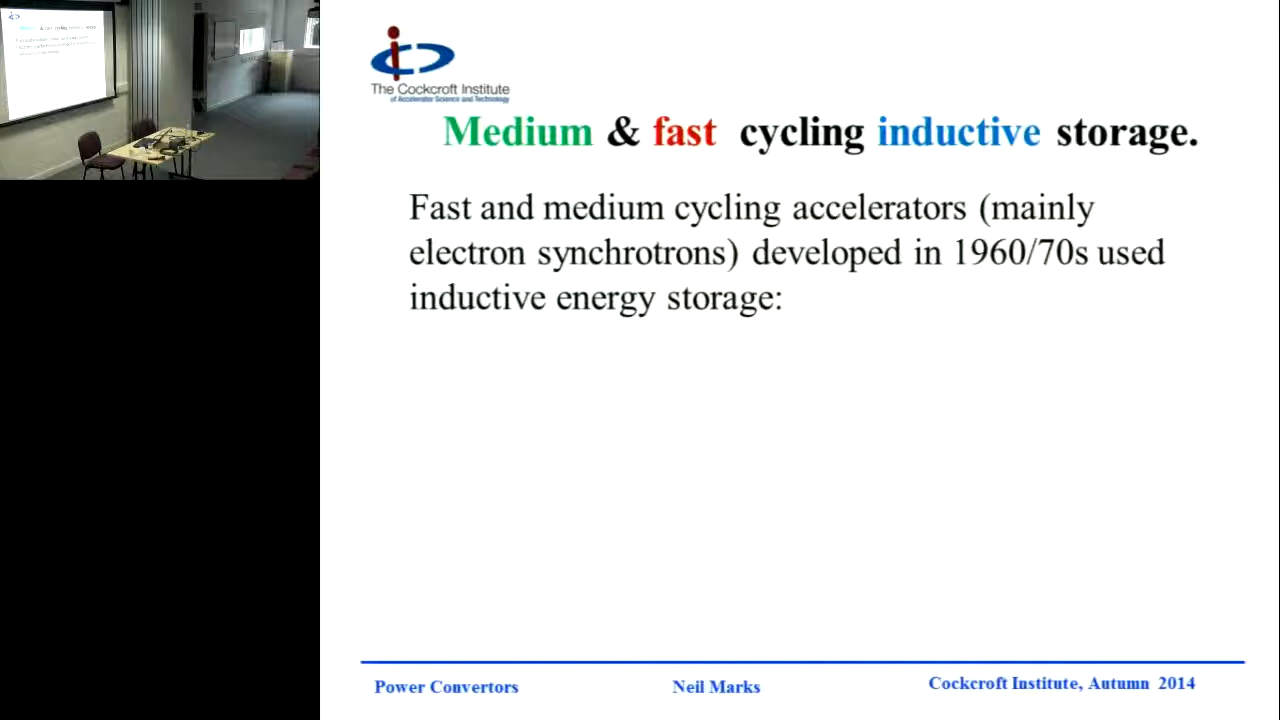 The Cockcroft Institute
of Accelerator Science and Technology
Medium & fast cycling inductive storage.
Fast and medium cycling accelerators (mainly
electron synchrotrons) developed in 1960/70s used
inductive energy storage:
Power Convertors
Neil Marks
Cockcroft Institute, Autumn 2014